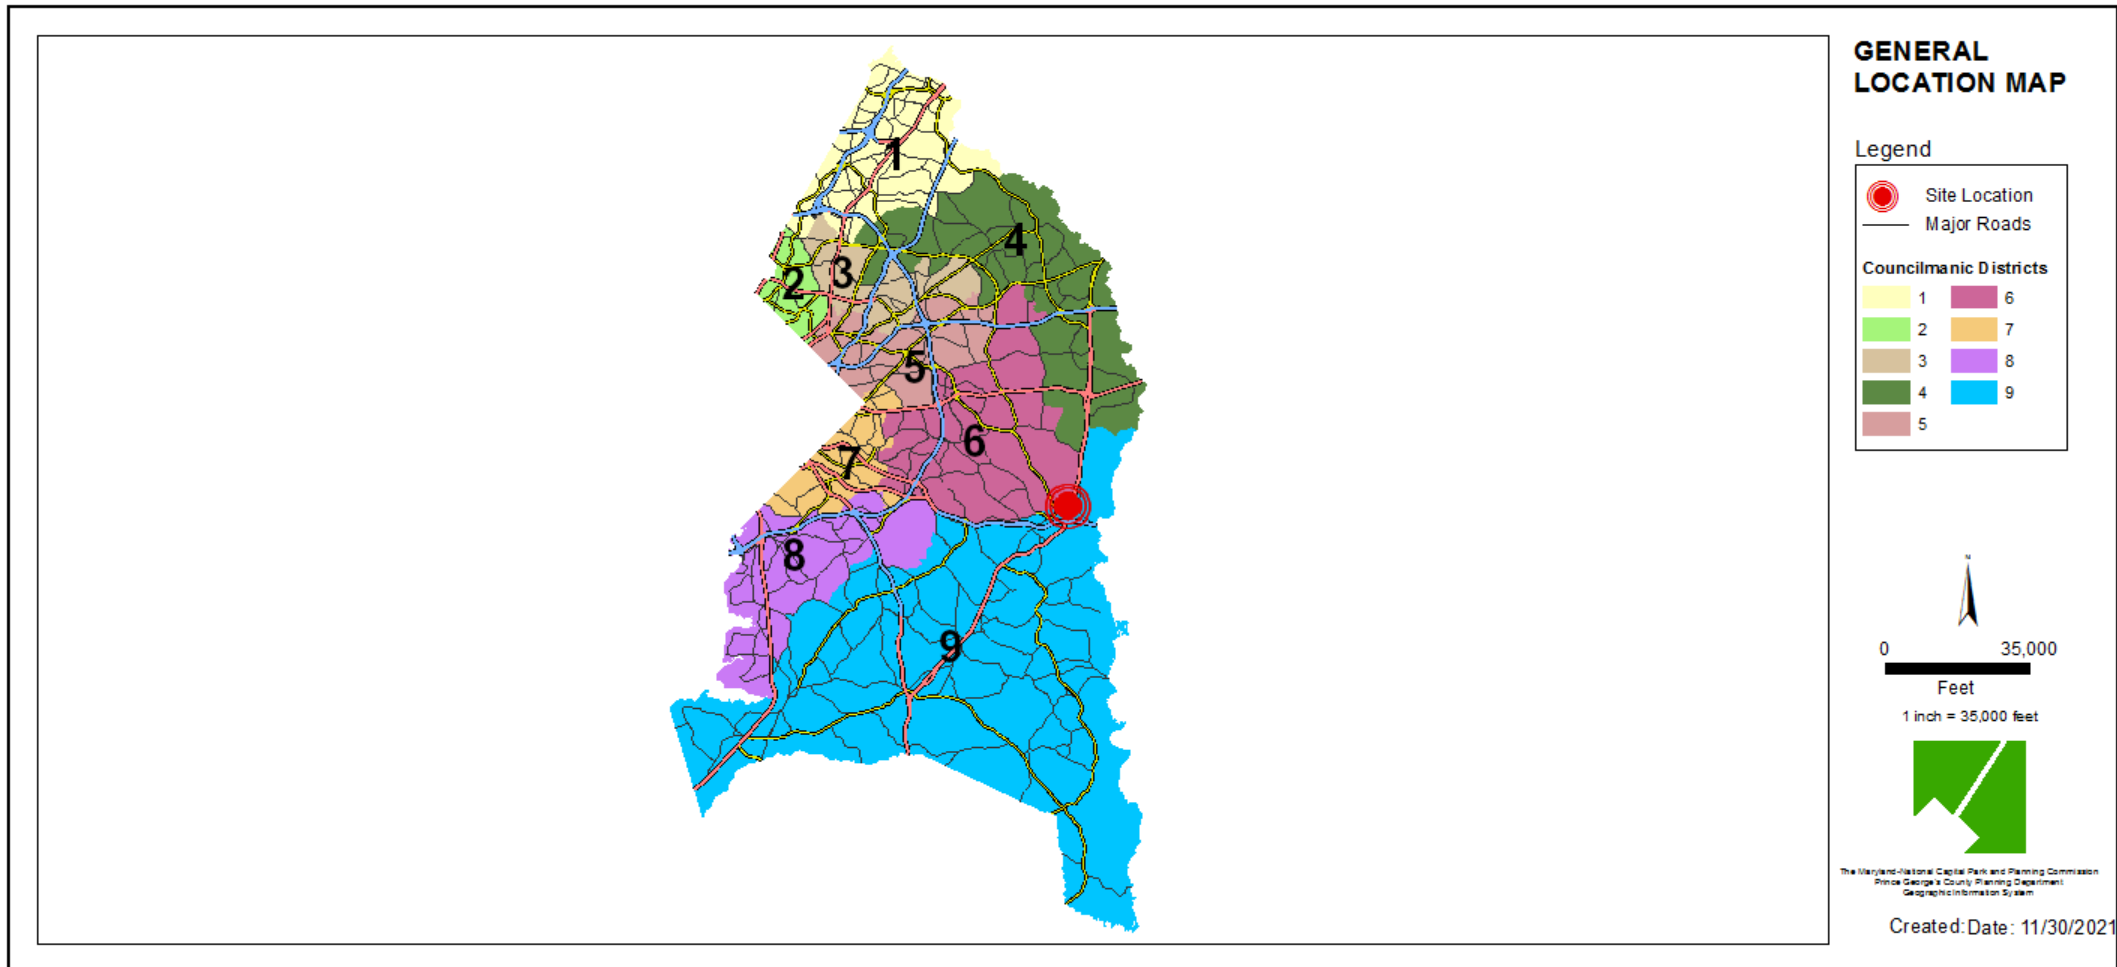 GENERAL
LOCATION MAP
Legend
Site Location
Major Roads
Councilmanic Districts
1 6
2 7
3 8
4 9
5
1
4
2
3
5
6
7
8
9
N
0 35,000
Feet
1 inch = 35,000 feet
The Maryland-National Capital Park and Planning Commission
Prince George's County Planning Department
Geographic Information System
Created: Date: 11/30/2021